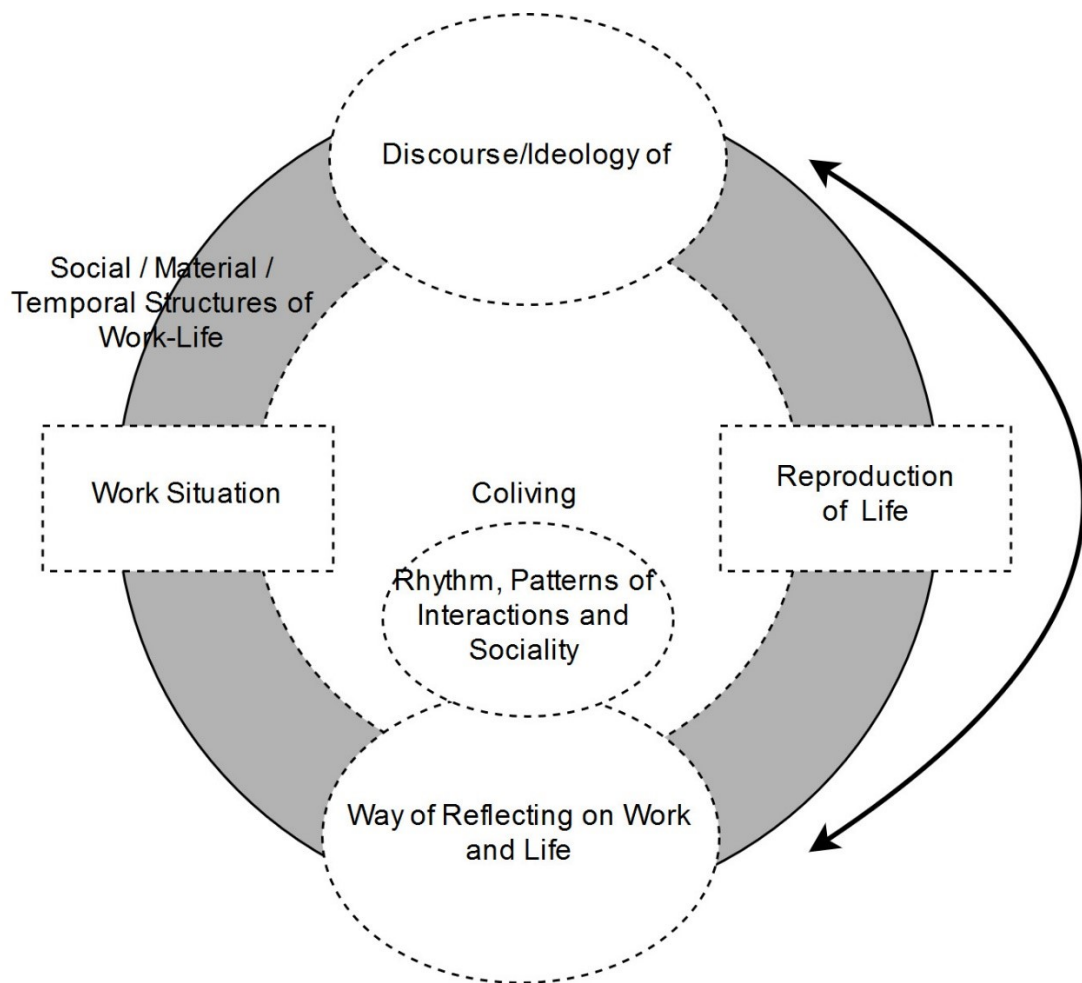 Discourse/Ideology of
Social / Material /
Temporal Structures of
Work-Life
Work Situation
Coliving
Reproduction
of Life
Rhythm, Patterns of
Interactions and
Sociality
Way of Reflecting on Work
and Life